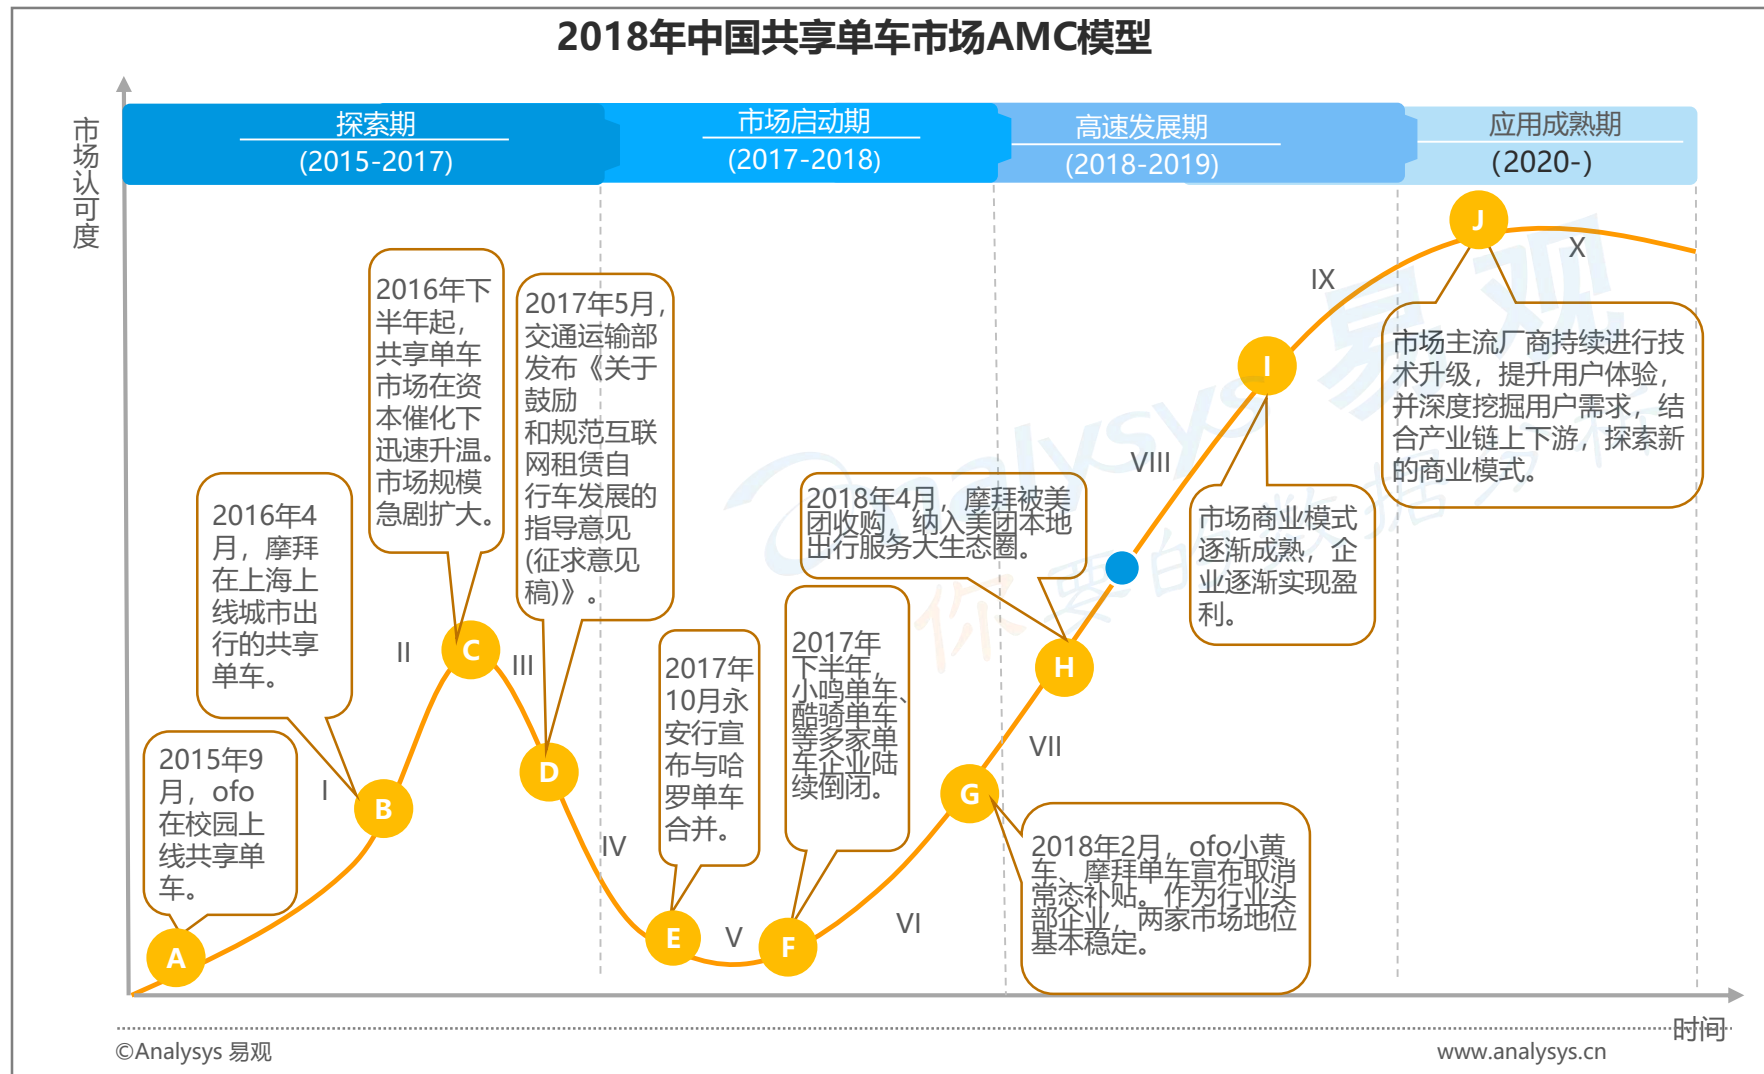 2018年中国共享单车市场AMC模型
市场认可度
探索期
(2015-2017)
市场启动期
(2017-2018)
高速发展期
(2018-2019)
应用成熟期
(2020-)
A
2015年9
月，ofo
在校园上
线共享单
车。
I
B
2016年4
月，摩拜
在上海上
线城市出
行的共享
单车。
II
C
2016年下
半年起，
共享单车
市场在资
本催化下
迅速升温。
市场规模
急剧扩大。
III
D
2017年5月，
交通运输部
发布《关于
鼓励
和规范互联
网租赁自
行车发展的
指导意见
(征求意见
稿)》。
IV
E
2017年
10月永
安行宣
布与哈
罗单车
合并。
V
F
2017年
下半年，
小鸣单车、
酷骑单车
等多家单
车企业陆
续倒闭。
VI
G
2018年2月，ofo小黄
车、摩拜单车宣布取消
常态补贴。作为行业头
部企业，两家市场地位
基本稳定。
VII
H
2018年4月，摩拜被美
团收购，纳入美团本地
出行服务大生态圈。
VIII
I
市场商业模式
逐渐成熟，企
业逐渐实现盈
利。
IX
J
市场主流厂商持续进行技
术升级，提升用户体验，
并深度挖掘用户需求，结
合产业链上下游，探索新
的商业模式。
X
Analysys 易观
你要的数据分析
时间
©Analysys 易观
www.analysys.cn